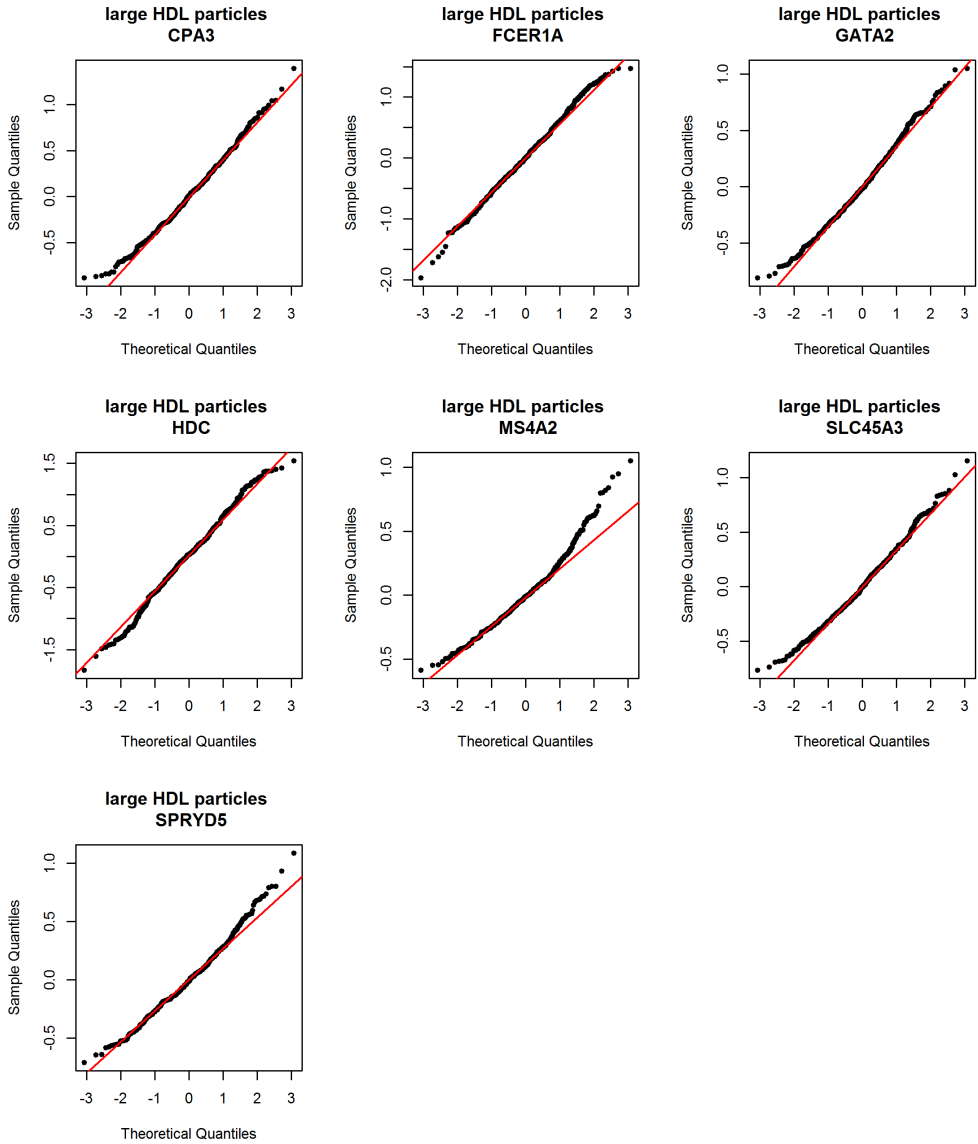 large HDL particles
CPA3
Sample Quantiles
-0.5 0.0 0.5 1.0
-3 -2 -1 0 1 2 3
Theoretical Quantiles
large HDL particles
FCER1A
Sample Quantiles
-2.0 -1.0 0.0 1.0
-3 -2 -1 0 1 2 3
Theoretical Quantiles
large HDL particles
GATA2
Sample Quantiles
-0.5 0.0 0.5 1.0
-3 -2 -1 0 1 2 3
Theoretical Quantiles
large HDL particles
HDC
Sample Quantiles
-1.5 -0.5 0.5 1.5
-3 -2 -1 0 1 2 3
Theoretical Quantiles
large HDL particles
MS4A2
Sample Quantiles
-0.5 0.0 0.5 1.0
-3 -2 -1 0 1 2 3
Theoretical Quantiles
large HDL particles
SLC45A3
Sample Quantiles
-0.5 0.0 0.5 1.0
-3 -2 -1 0 1 2 3
Theoretical Quantiles
large HDL particles
SPRYD5
Sample Quantiles
-0.5 0.0 0.5 1.0
-3 -2 -1 0 1 2 3
Theoretical Quantiles